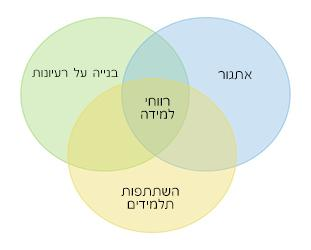 אתגור
בנייה על רעיונות
רווחי
למידה
השתתפות
תלמידים